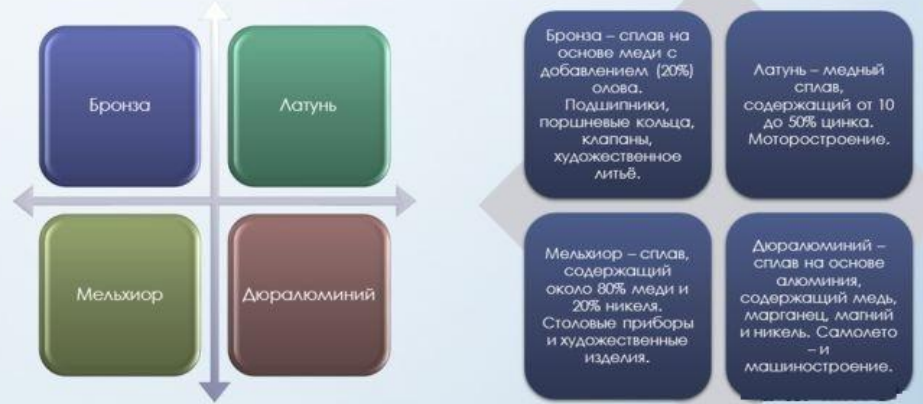 Бронза
Латунь
Мельхиор
Дюралюминий
Бронза – сплав на
основе меди с
добавлением (20%)
олова.
Подшипники,
поршневые кольца,
клапаны,
художественное
литьё.
Латунь – медный
сплав,
содержащий от 10
до 50% цинка.
Моторостроение.
Мельхиор – сплав,
содержащий
около 80% меди и
20% никеля.
Столовые приборы
и художественные
изделия.
Дюралюминий –
сплав на основе
алюминия,
содержащий медь,
марганец, магний
и никель. Самолето
– и
машиностроение.